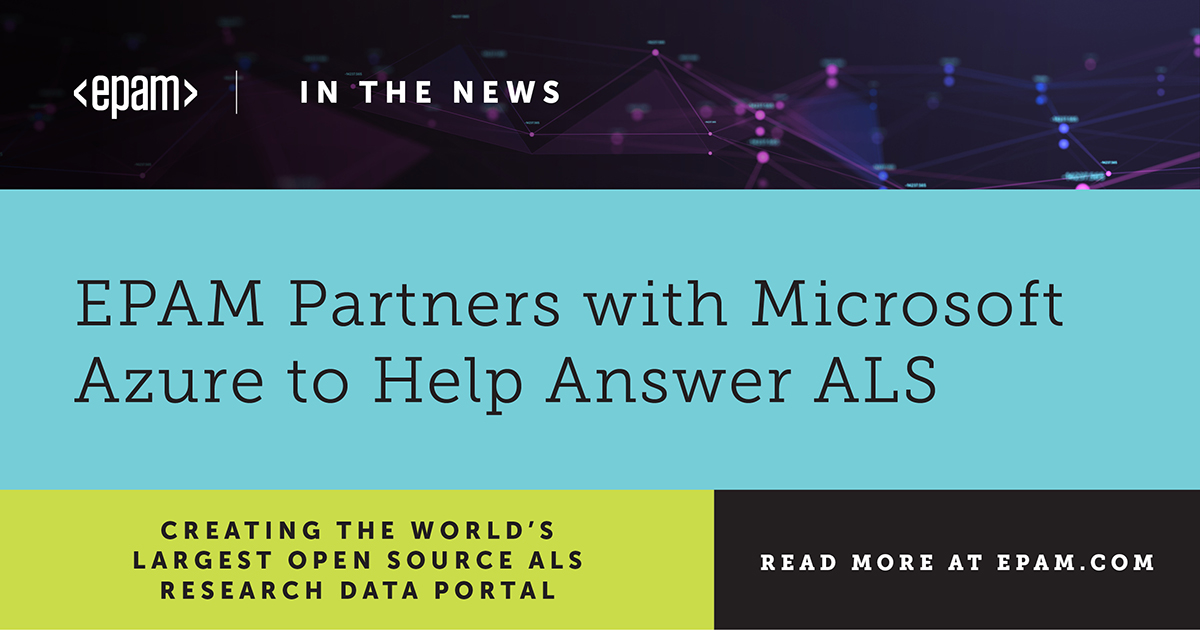 <epam> | IN THE NEWS
EPAM Partners with Microsoft
Azure to Help Answer ALS
CREATING THE WORLD'S
LARGEST OPEN SOURCE ALS
RESEARCH DATA PORTAL
READ MORE AT EPAM.COM